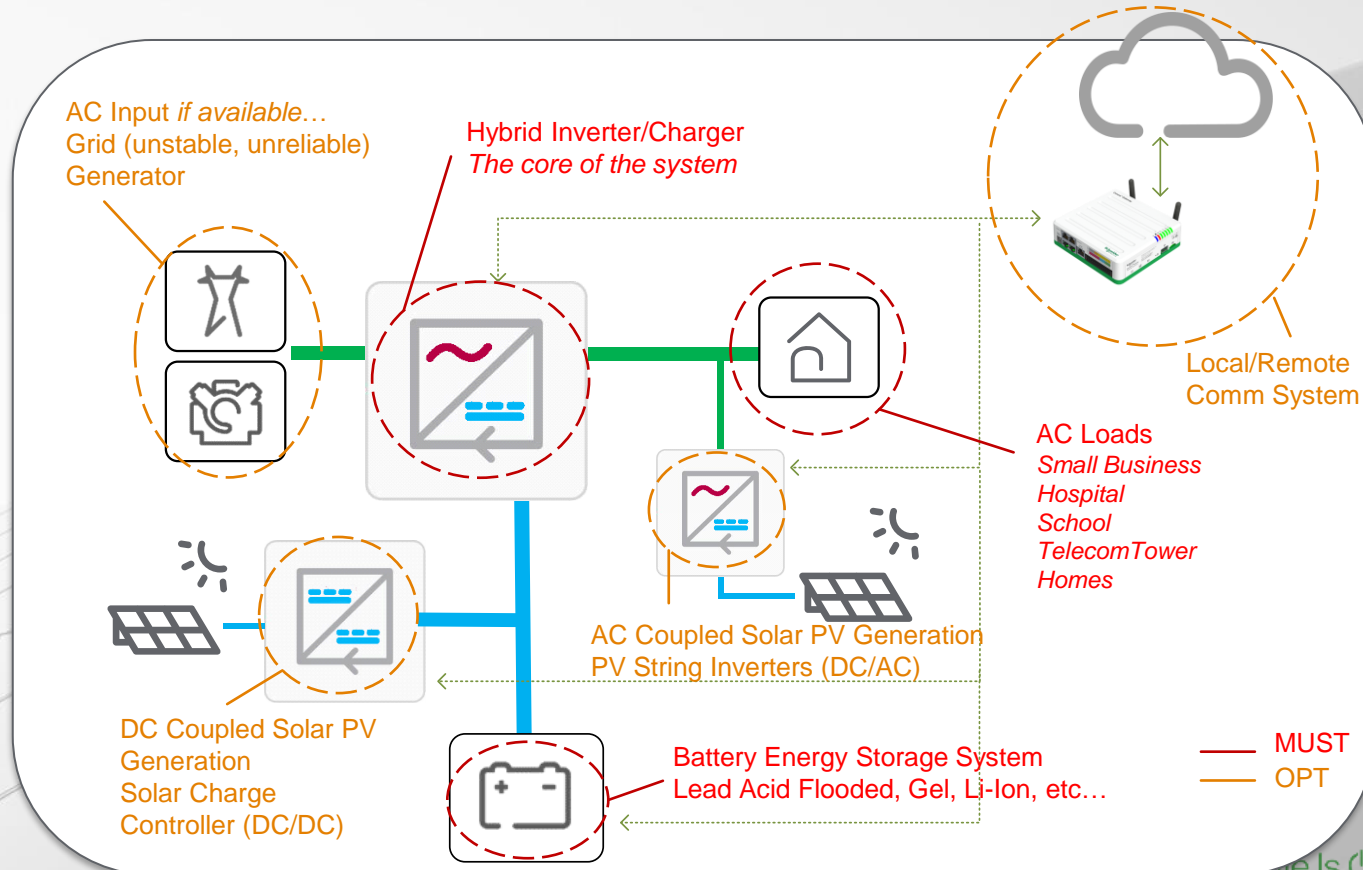 AC Input if available…
Grid (unstable, unreliable)
Generator
Hybrid Inverter/Charger
The core of the system
Local/Remote
Comm System
AC Loads
Small Business
Hospital
School
TelecomTower
Homes
AC Coupled Solar PV Generation
PV String Inverters (DC/AC)
DC Coupled Solar PV
Generation
Solar Charge
Controller (DC/DC)
Battery Energy Storage System
Lead Acid Flooded, Gel, Li-Ion, etc…
MUST
OPT
Is